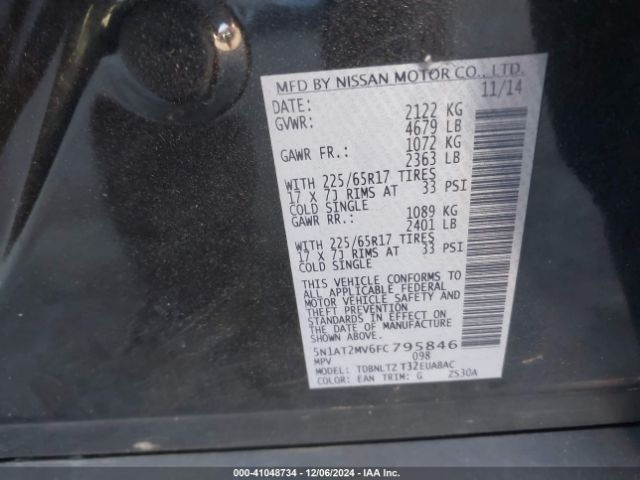 MFD BY NISSAN MOTOR CO., LTD.
DATE: 11/14
GVWR: 2122 KG
4679 LB
GAWR FR.: 1072 KG
2363 LB
WITH 225/65R17 TIRES
17 X 7J RIMS AT 33 PSI
COLD SINGLE
GAWR RR.: 1089 KG
2401 LB
WITH 225/65R17 TIRES
17 X 7J RIMS AT 33 PSI
COLD SINGLE
THIS VEHICLE CONFORMS TO
ALL APPLICABLE FEDERAL
MOTOR VEHICLE SAFETY AND
THEFT PREVENTION
STANDARDS IN EFFECT ON
THE DATE OF MANUFACTURE
SHOWN ABOVE.
5N1AT2MV6FC795846
MPV 098
MODEL: TDBNLTZ T32EUABAC
COLOR: EAN TRIM: G ZS30A
000-41048734 / 12/06/2024 - IAA Inc.